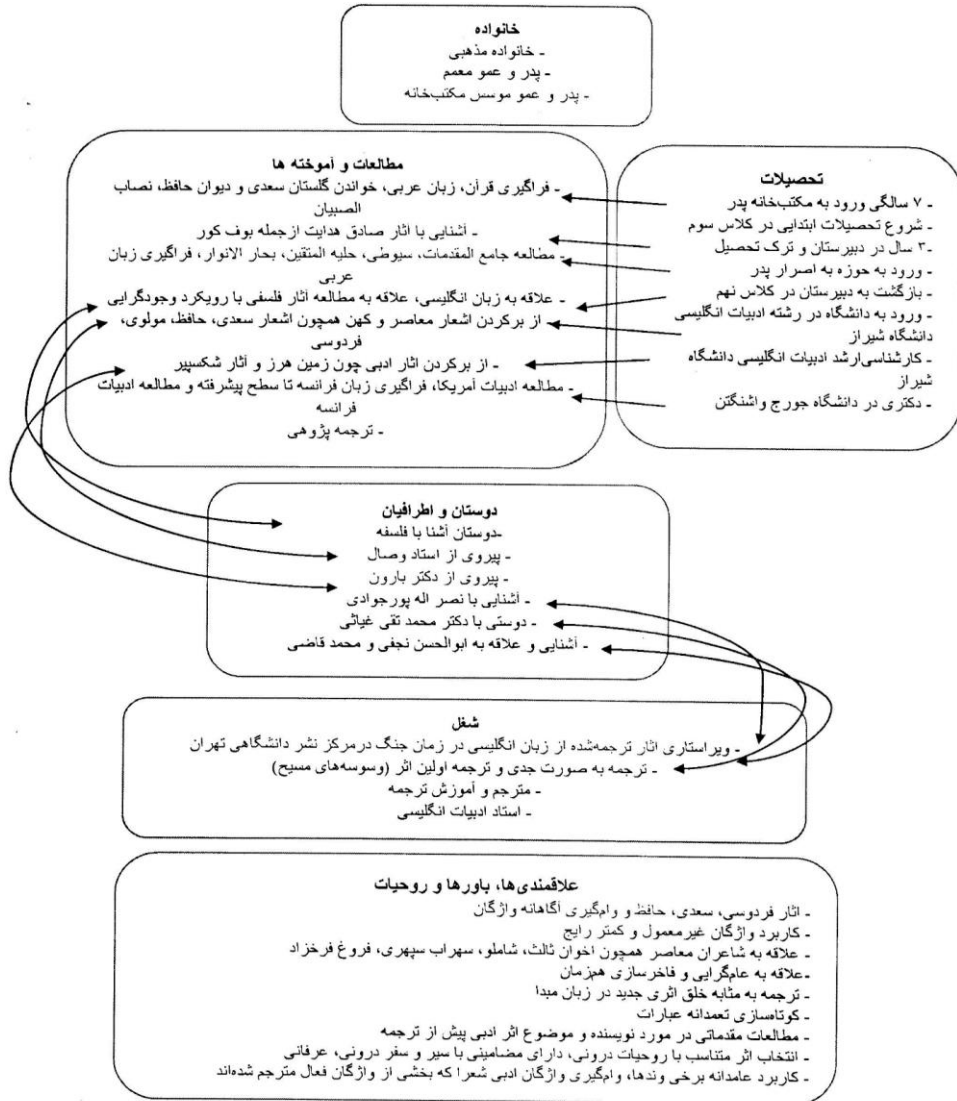 خانواده
- خانواده مذهبی
- پدر و عمو معمم
- پدر و عمو موسس مکتب‌خانه
تحصیلات
- ۷ سالگی ورود به مکتب‌خانه پدر
- شروع تحصیلات ابتدایی در کلاس سوم
-۳ سال در دبیرستان و ترک تحصیل
- ورود به حوزه به اصرار پدر
- بازگشت به دبیرستان در کلاس نهم
- ورود به دانشگاه در رشته ادبیات انگلیسی
دانشگاه شیراز
- کارشناسی‌ارشد ادبیات انگلیسی دانشگاه
شیراز
- دکتری در دانشگاه جورج واشنگتن
مطالعات و آموخته ها
- فراگیری قرآن، زبان عربی، خواندن گلستان سعدی و دیوان حافظ، نصاب
الصبیان
- آشنایی با آثار صادق هدایت ازجمله بوف کور
- مطالعه جامع المقدمات، سیوطی، حلیه المتقین، بحار الانوار، فراگیری زبان
عربی
- علاقه به زبان انگلیسی، علاقه به مطالعه آثار فلسفی با رویکرد وجودگرایی
از برکردن اشعار معاصر و کهن همچون اشعار سعدی، حافظ، مولوی،
فردوسی
- از برکردن اثار ادبی چون زمین هرز و آثار شکسپیر
- مطالعه ادبیات آمریکا، فراگیری زبان فرانسه تا سطح پیشرفته و مطالعه ادبیات
فرانسه
- ترجمه پژوهی
دوستان و اطرافیان
-دوستان آشنا با فلسفه
- پیروی از استاد وصال
- پیروی از دکتر بارون
- آشنایی با نصر اله پورجوادی
- دوستی با دکتر محمد تقی غیاثی
- آشنایی و علاقه به ابوالحسن نجفی و محمد قاضی
شغل
- ویراستاری اثار ترجمه‌شده از زبان انگلیسی در زمان جنگ درمرکز نشر دانشگاهی تهران
- ترجمه به صورت جدی و ترجمه اولین اثر (وسوسه‌های مسیح)
- مترجم و آموزش ترجمه
- استاد ادبیات انگلیسی
علاقمندی‌ها، باورها و روحیات
- اثار فردوسی، سعدی، حافظ و وام‌گیری آگاهانه واژگان
- کاربرد واژگان غیرمعمول و کمتر رایج
- علاقه به شاعران معاصر همچون اخوان ثالث، شاملو، سهراب سپهری، فروغ فرخزاد
-علاقه به عام‌گرایی و فاخرسازی هم‌زمان
- ترجمه به مثابه خلق اثری جدید در زبان مبدا
- کوتاه‌سازی تعمدانه عبارات
- مطالعات مقدماتی در مورد نویسنده و موضوع اثر ادبی پیش از ترجمه
- انتخاب اثر متناسب با روحیات درونی، دارای مضامینی با سیر و سفر درونی، عرفانی
- کاربرد عامدانه برخی وندها، وام‌گیری واژگان ادبی شعرا که بخشی از واژگان فعال مترجم شده‌اند